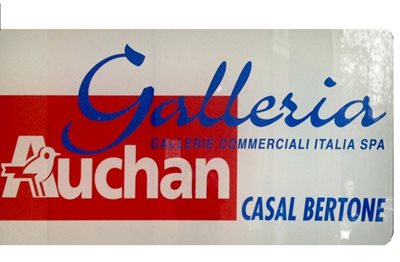 Galleria
GALLERIE COMMERCIALI ITALIA SPA
Auchan
CASAL BERTONE